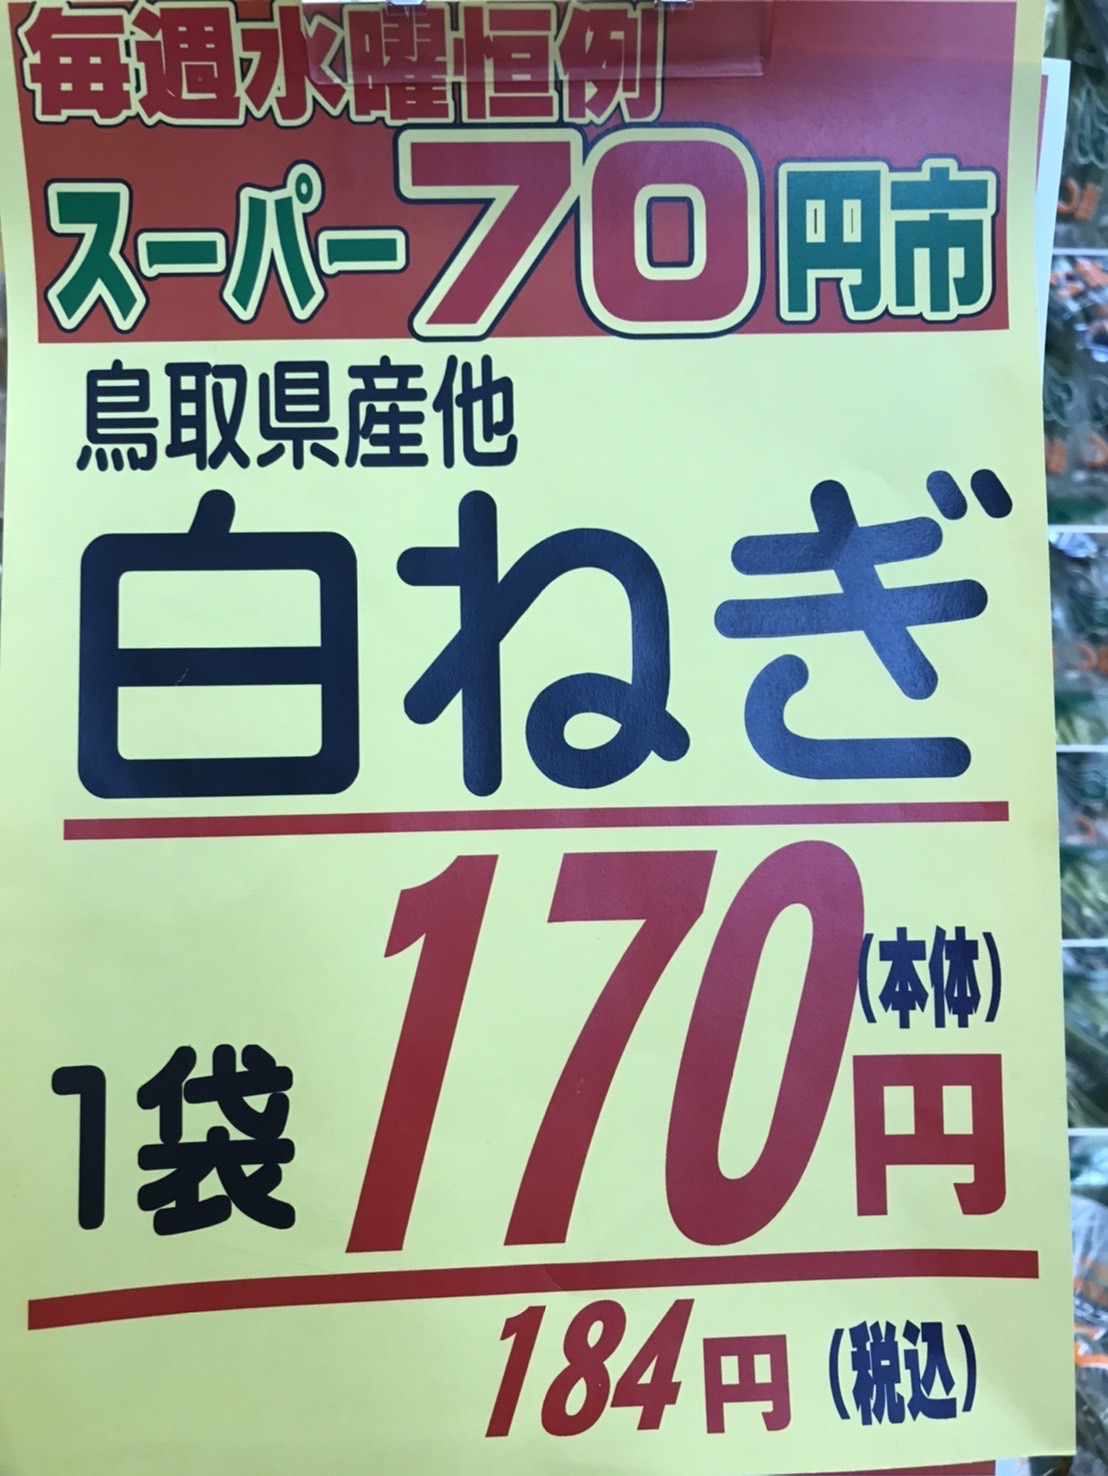 毎週水曜恒例
スーパー70円市
鳥取県産他
白ねぎ
1袋 170円 (本体)
184円 (税込)